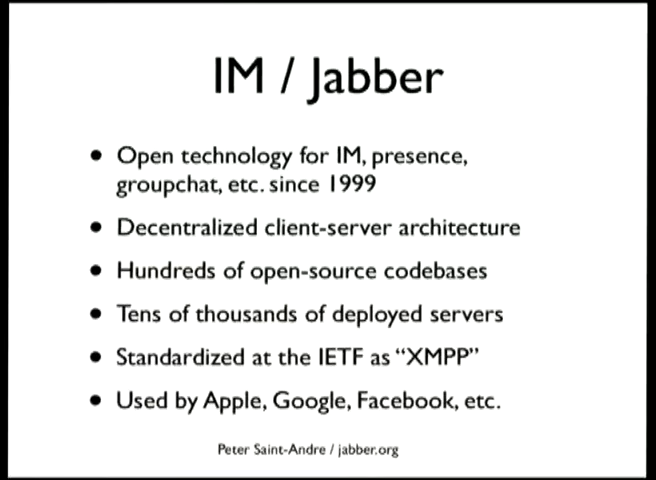 IM / Jabber
• Open technology for IM, presence,
groupchat, etc. since 1999
• Decentralized client-server architecture
• Hundreds of open-source codebases
• Tens of thousands of deployed servers
• Standardized at the IETF as “XMPP”
• Used by Apple, Google, Facebook, etc.
Peter Saint-Andre / jabber.org